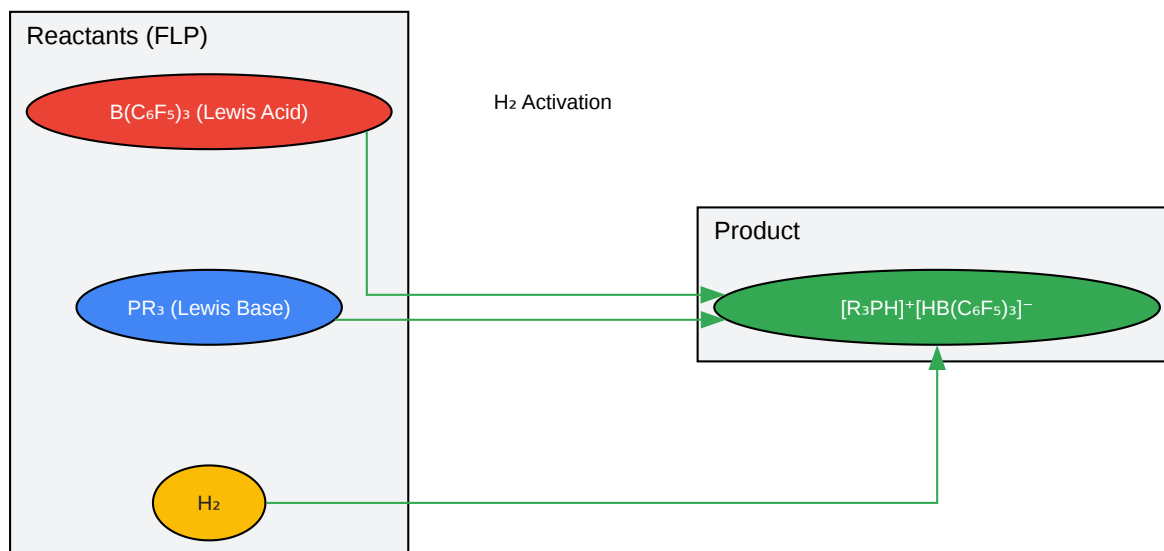 Reactants (FLP)
B(C₆F₅)₃ (Lewis Acid)
H₂ Activation
Product
PR₃ (Lewis Base)
[R₃PH]⁺[HB(C₆F₅)₃]⁻
H₂